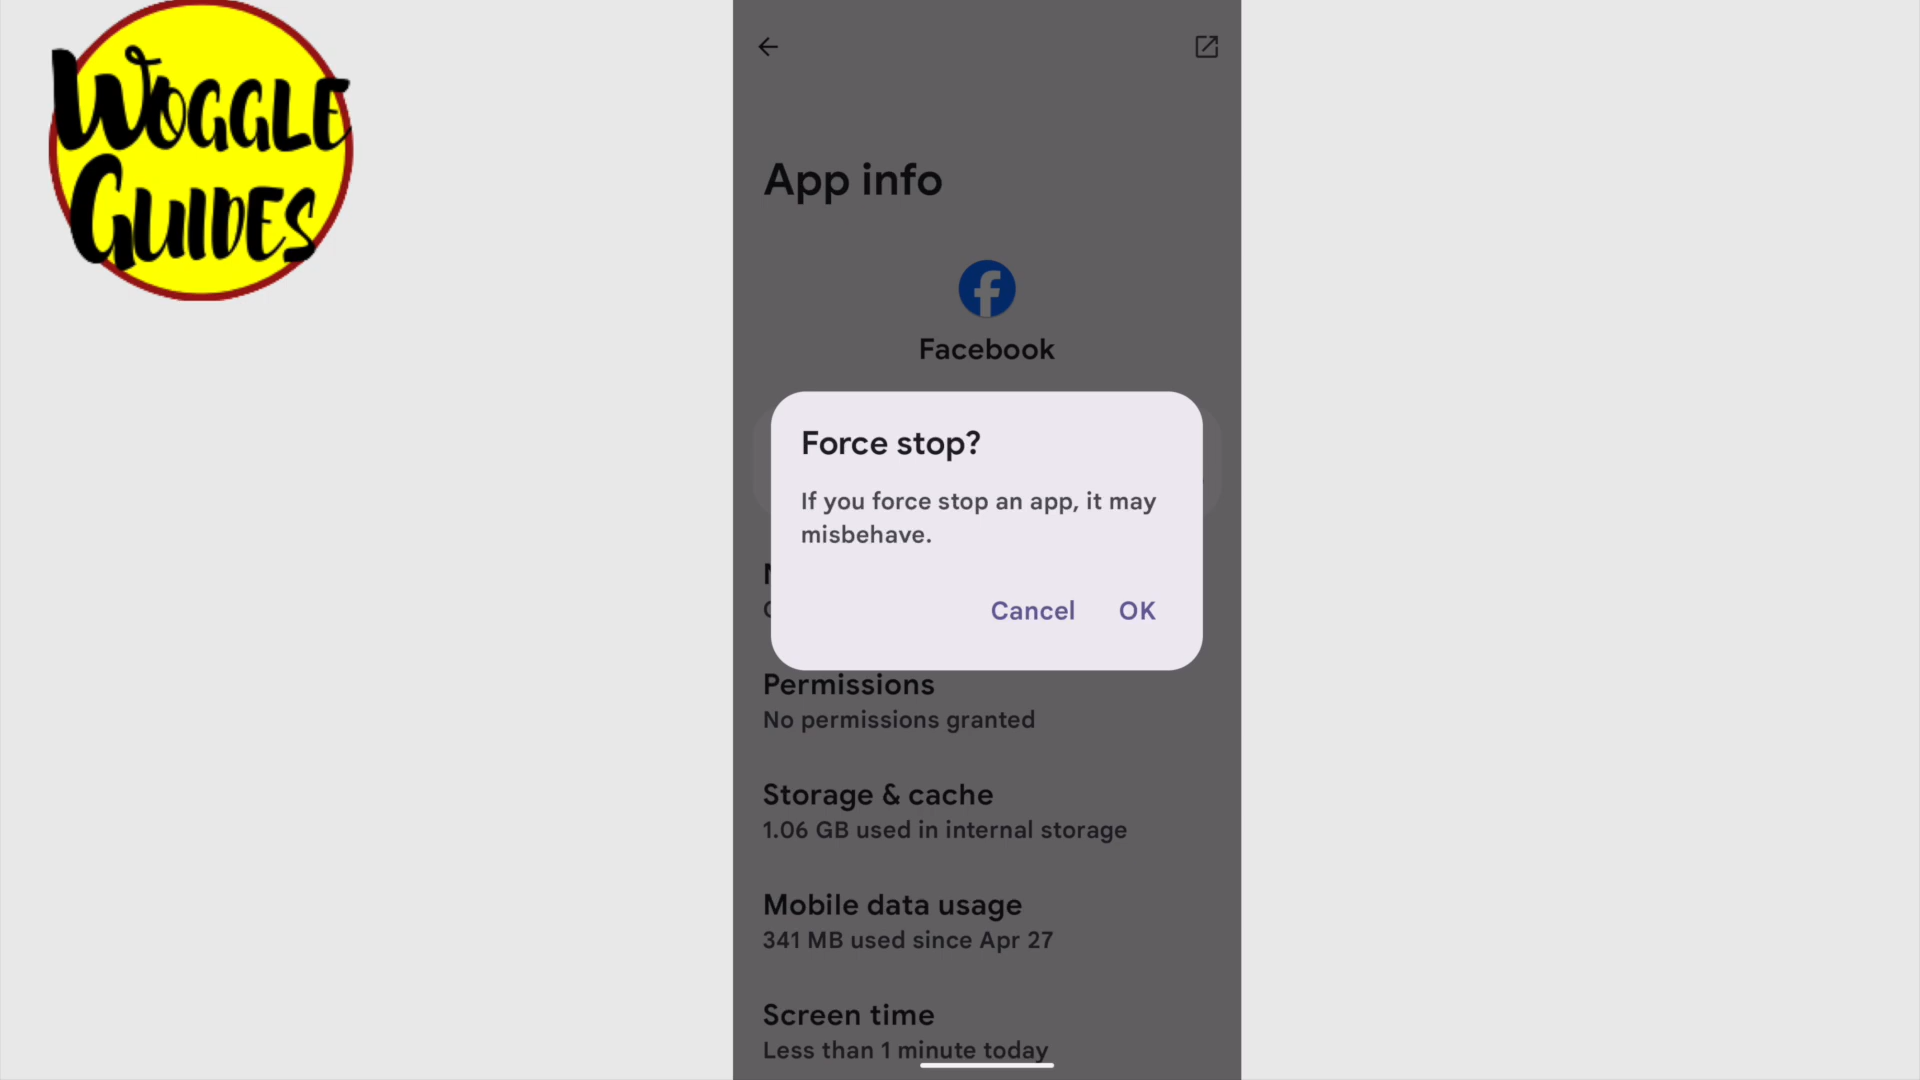 WOGGLE
GUIDES
App info
Facebook
Force stop?
If you force stop an app, it may
misbehave.
Cancel OK
Permissions
No permissions granted
Storage & cache
1.06 GB used in internal storage
Mobile data usage
341 MB used since Apr 27
Screen time
Less than 1 minute today